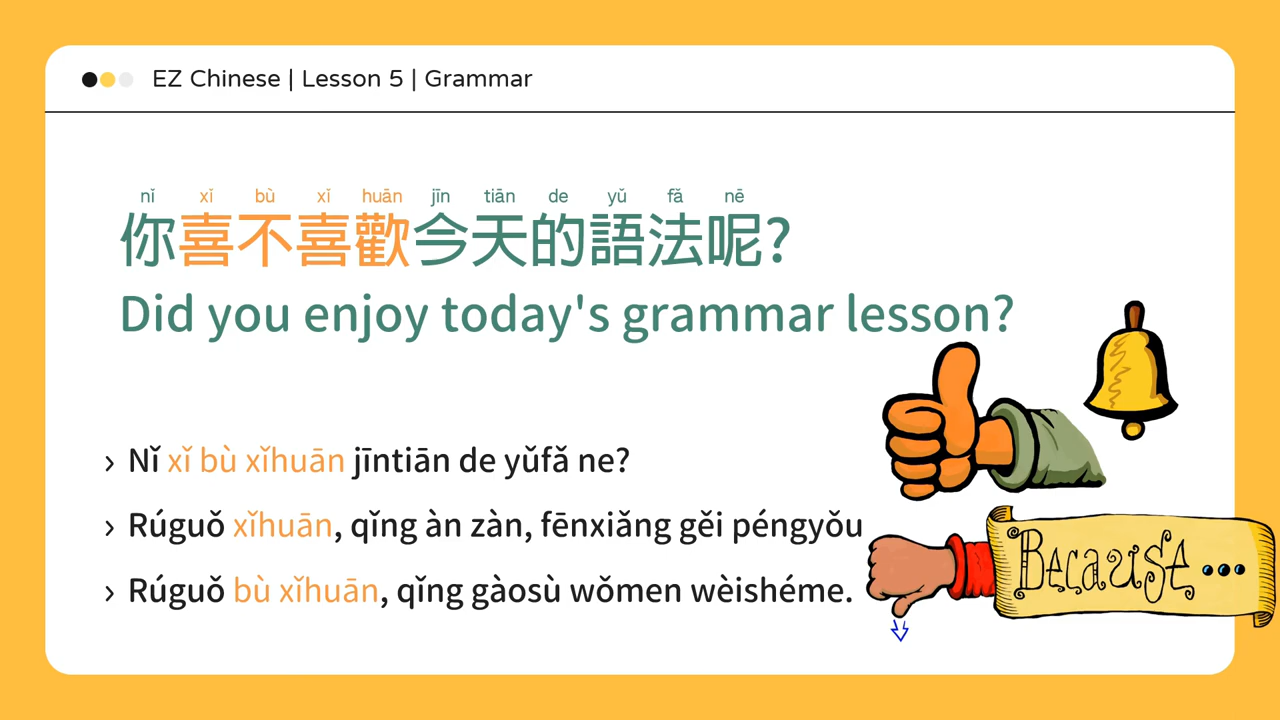 EZ Chinese | Lesson 5 | Grammar
nǐ xǐ bù xǐ huān jīn tiān de yǔ fǎ nē
你喜不喜歡今天的語法呢?
Did you enjoy today's grammar lesson?
› Nǐ xǐ bù xǐhuān jīntiān de yǔfǎ ne?
› Rúguǒ xǐhuān, qǐng àn zàn, fēnxiǎng gěi péngyǒu
› Rúguǒ bù xǐhuān, qǐng gàosù wǒmen wèishéme.
Because...